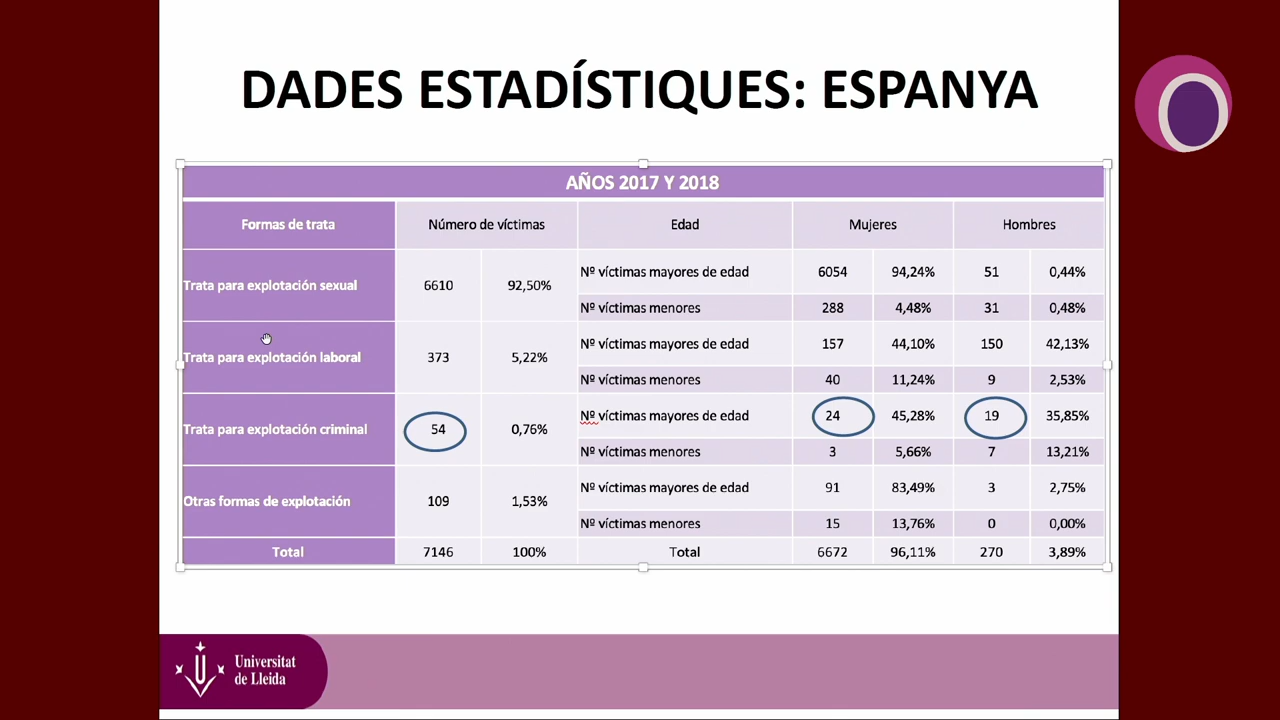 DADES ESTADÍSTIQUES: ESPANYA
AÑOS 2017 Y 2018
Formas de trata Número de víctimas Edad Mujeres Hombres
Trata para explotación sexual 6610 92,50% Nº víctimas mayores de edad 6054 94,24% 51 0,44%
Nº víctimas menores 288 4,48% 31 0,48%
Trata para explotación laboral 373 5,22% Nº víctimas mayores de edad 157 44,10% 150 42,13%
Nº víctimas menores 40 11,24% 9 2,53%
Trata para explotación criminal 54 0,76% Nº víctimas mayores de edad 24 45,28% 19 35,85%
Nº víctimas menores 3 5,66% 7 13,21%
Otras formas de explotación 109 1,53% Nº víctimas mayores de edad 91 83,49% 3 2,75%
Nº víctimas menores 15 13,76% 0 0,00%
Total 7146 100% Total 6672 96,11% 270 3,89%
Universitat
de Lleida